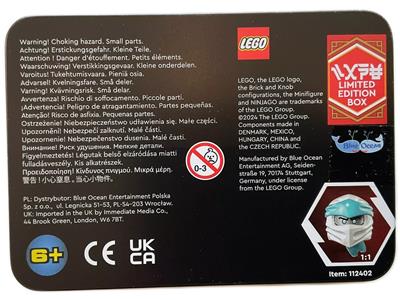 Warning! Choking hazard. Small parts.
Achtung! Erstickungsgefahr. Kleine Teile.
Attention ! Danger d'étouffement. Petits éléments.
Waarschuwing! Verstikkingsgevaar. Kleine onderdelen.
Varoitus! Tukehtumisvaara. Pieniä osia.
Advarsel! Kvælningsfare. Små dele.
Varning! Kvävningsrisk. Små delar.
Avvertenza! Rischio di soffocamento. Piccole parti.
¡Advertencia! Peligro de atragantamiento. Partes pequeñas.
Atenção! Risco de asfixia. Peças pequenas.
Ostrzeżenie! Niebezpieczeństwo zadławienia. Małe części.
Upozornění! Nebezpečí zalknutí. Malé části.
Upozornenie! Nebezpečenstvo dusenia. Malé časti.
Внимание! Риск удушения. Мелкие детали.
Figyelmeztetés! Légutak belső elzáródása miatti
fulladásveszély. Kis alkatrészek.
Προειδοποίηση! Κίνδυνος πνιγμού. Μικρά μέρη.
警告！小心窒息，当心小物件。
PL: Dystrybutor: Blue Ocean Entertainment Polska
Sp. z o.o., ul. Legnicka 51-53, PL-54-203 Wrocław.
UK: Imported in the UK by Immediate Media Co.,
44 Brook Green, London, W6 7BT.
6+
CE
UK
CA
0-3
LEGO
LEGO, the LEGO logo,
the Brick and Knob
configurations, the Minifigure
and NINJAGO are trademarks
of the LEGO Group.
©2024 The LEGO Group.
Components made in
DENMARK, MEXICO,
HUNGARY, CHINA and
the CZECH REPUBLIC.
Manufactured by Blue Ocean
Entertainment AG, Seiden-
straße 19, 70174 Stuttgart,
Germany, under license
from the LEGO Group.
LIMITED
EDITION
BOX
Blue Ocean
1:1
Item: 112402